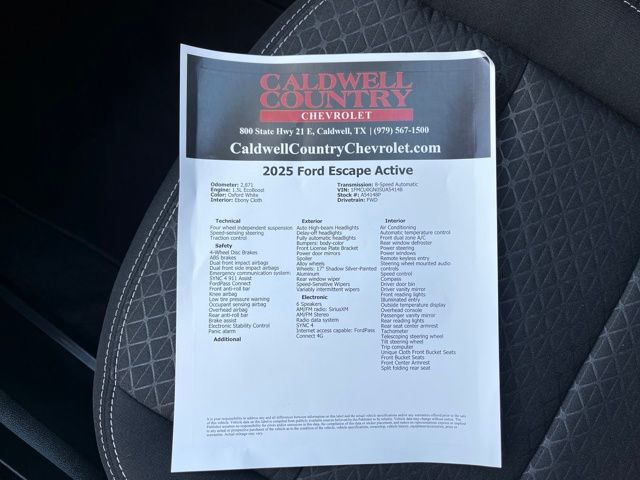 CALDWELL
COUNTRY
CHEVROLET
800 State Hwy 21 E, Caldwell, TX | (979) 567-1500
CaldwellCountryChevrolet.com
2025 Ford Escape Active
Odometer: 2,871
Engine: 1.5L EcoBoost
Color: Oxford White
Interior: Ebony Cloth
Transmission: 8-Speed Automatic
VIN: 1FMCU0GN0SUA54148
Stock #: A54148P
Drivetrain: FWD
Technical
Four wheel independent suspension
Speed-sensing steering
Traction control
Safety
4-Wheel Disc Brakes
ABS brakes
Dual front impact airbags
Dual front side impact airbags
Emergency communication system:
SYNC 4 911 Assist
FordPass Connect
Front anti-roll bar
Knee airbag
Low tire pressure warning
Occupant sensing airbag
Overhead airbag
Rear anti-roll bar
Brake assist
Electronic Stability Control
Panic alarm
Additional
Exterior
Auto High-beam Headlights
Delay-off headlights
Fully automatic headlights
Bumpers: body-color
Front License Plate Bracket
Power door mirrors
Spoiler
Alloy wheels
Wheels: 17" Shadow Silver-Painted
Aluminum
Rear window wiper
Speed-Sensitive Wipers
Variably intermittent wipers
Electronic
6 Speakers
AM/FM radio: SiriusXM
AM/FM Stereo
Radio data system
SYNC 4
Internet access capable: FordPass
Connect 4G
Interior
Air Conditioning
Automatic temperature control
Front dual zone A/C
Rear window defroster
Power steering
Power windows
Remote keyless entry
Steering wheel mounted audio
controls
Speed control
Compass
Driver door bin
Driver vanity mirror
Front reading lights
Illuminated entry
Outside temperature display
Overhead console
Passenger vanity mirror
Rear reading lights
Rear seat center armrest
Tachometer
Telescoping steering wheel
Tilt steering wheel
Trip computer
Unique Cloth Front Bucket Seats
Front Bucket Seats
Front Center Armrest
Split folding rear seat